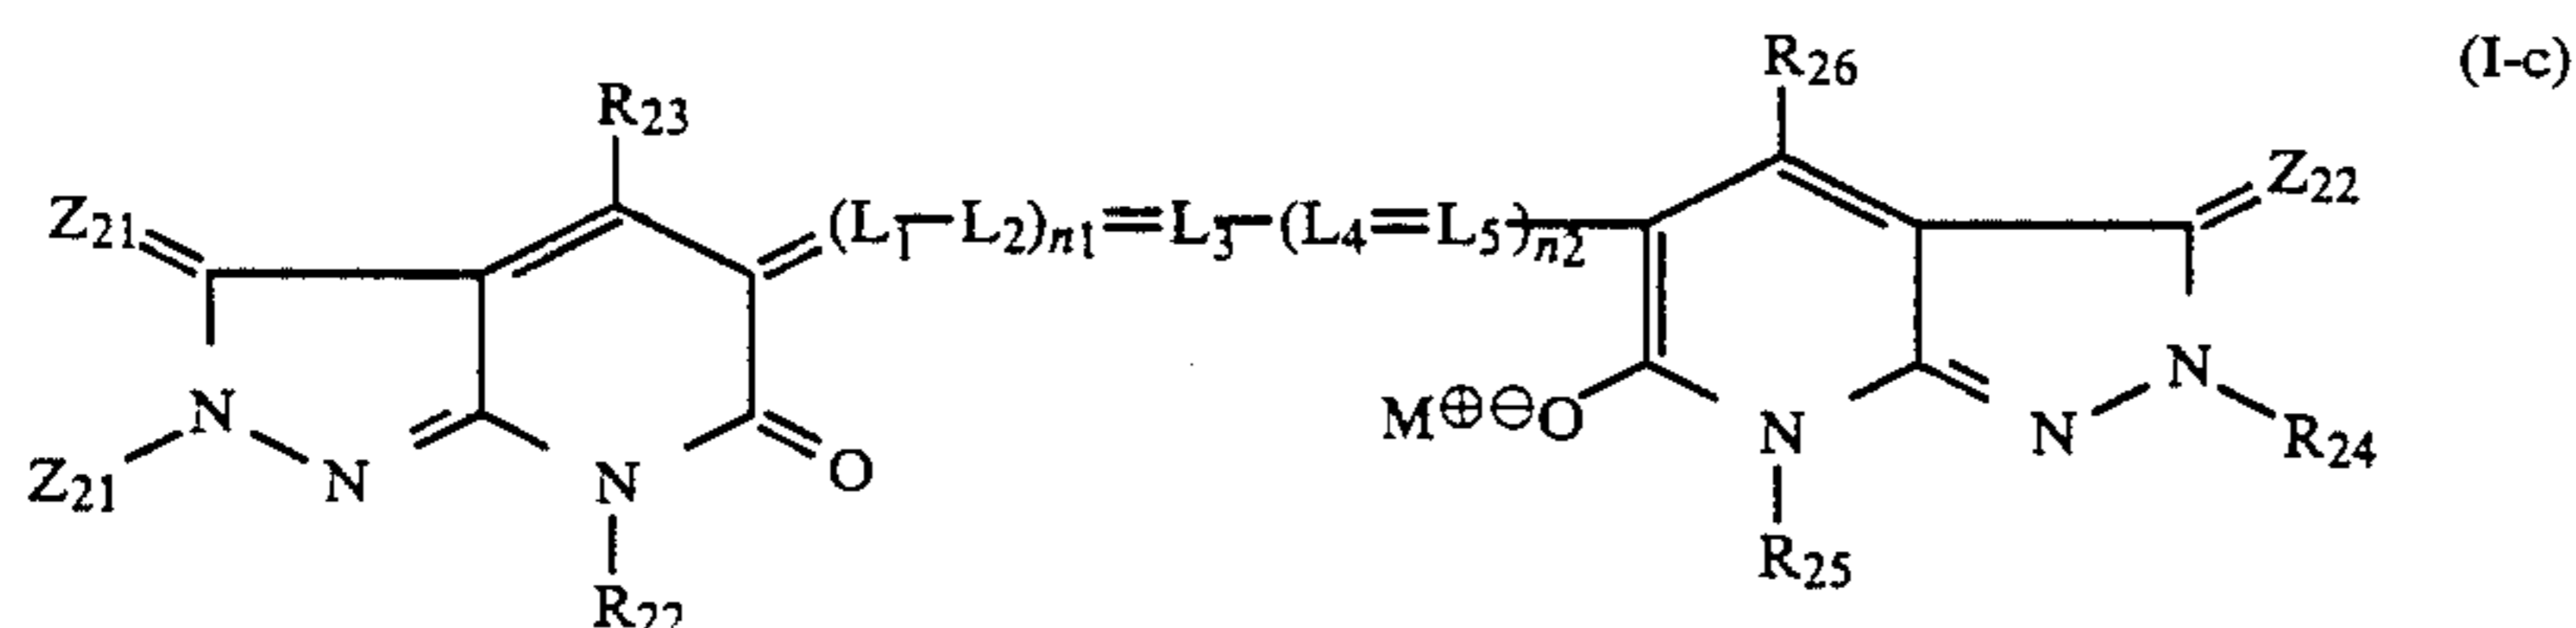 (I-c)
R26
R23
Z22
Z21
(L1—L2)n1=L3—(L4=L5)n2
N
N
M⊕⊖O
N
N
R24
Z21
N
N
O
R25
R22